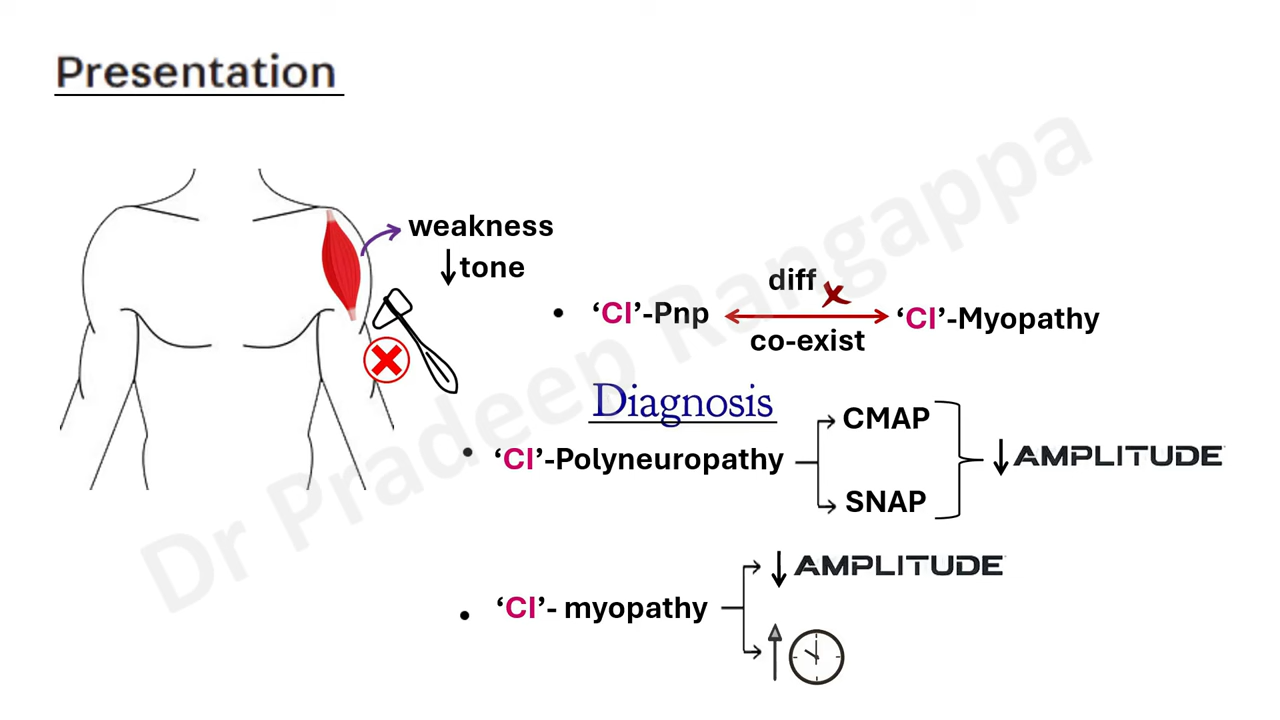 Presentation
weakness
↓tone
diff
• ‘CI’-Pnp ‘CI’-Myopathy
co-exist
Diagnosis
CMAP
• ‘CI’-Polyneuropathy
↓ AMPLITUDE
SNAP
↓ AMPLITUDE
• ‘CI’- myopathy
Dr Pradeep Rangappa